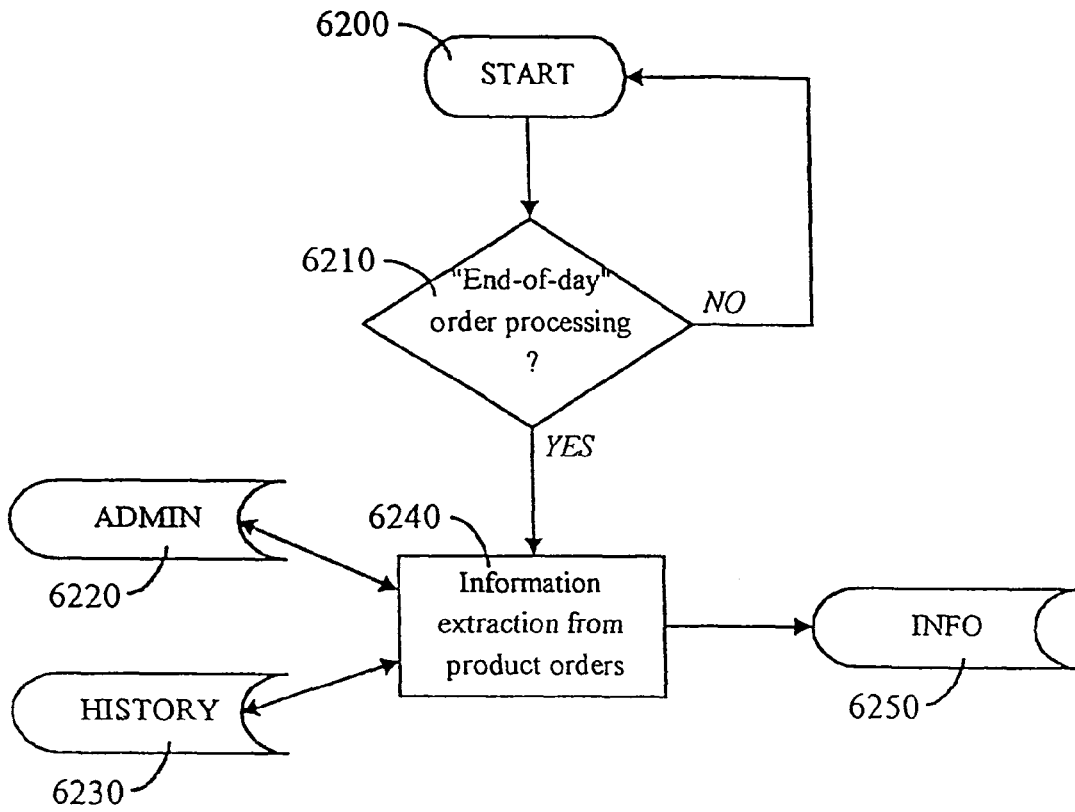 6200
START
6210
"End-of-day"
order processing
?
NO
YES
ADMIN
6220
6240
Information
extraction from
product orders
INFO
6250
HISTORY
6230